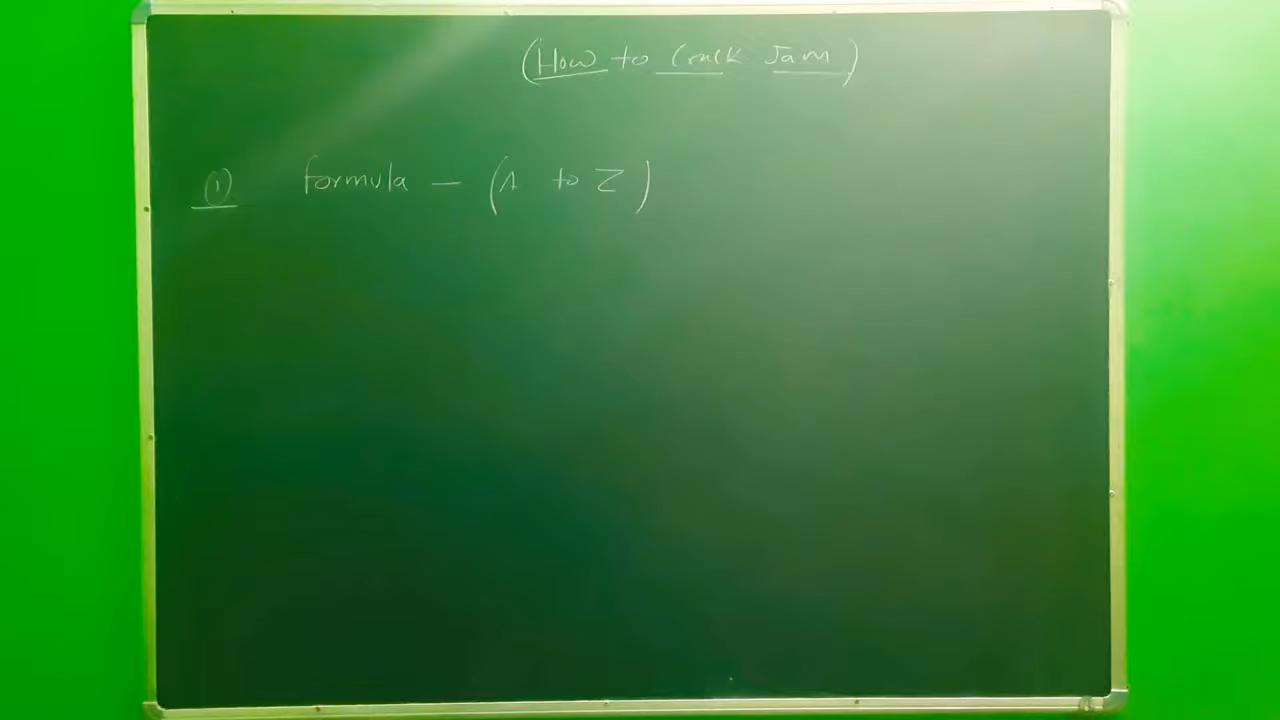 (How to Crack Jam)
① formula - (A to Z)